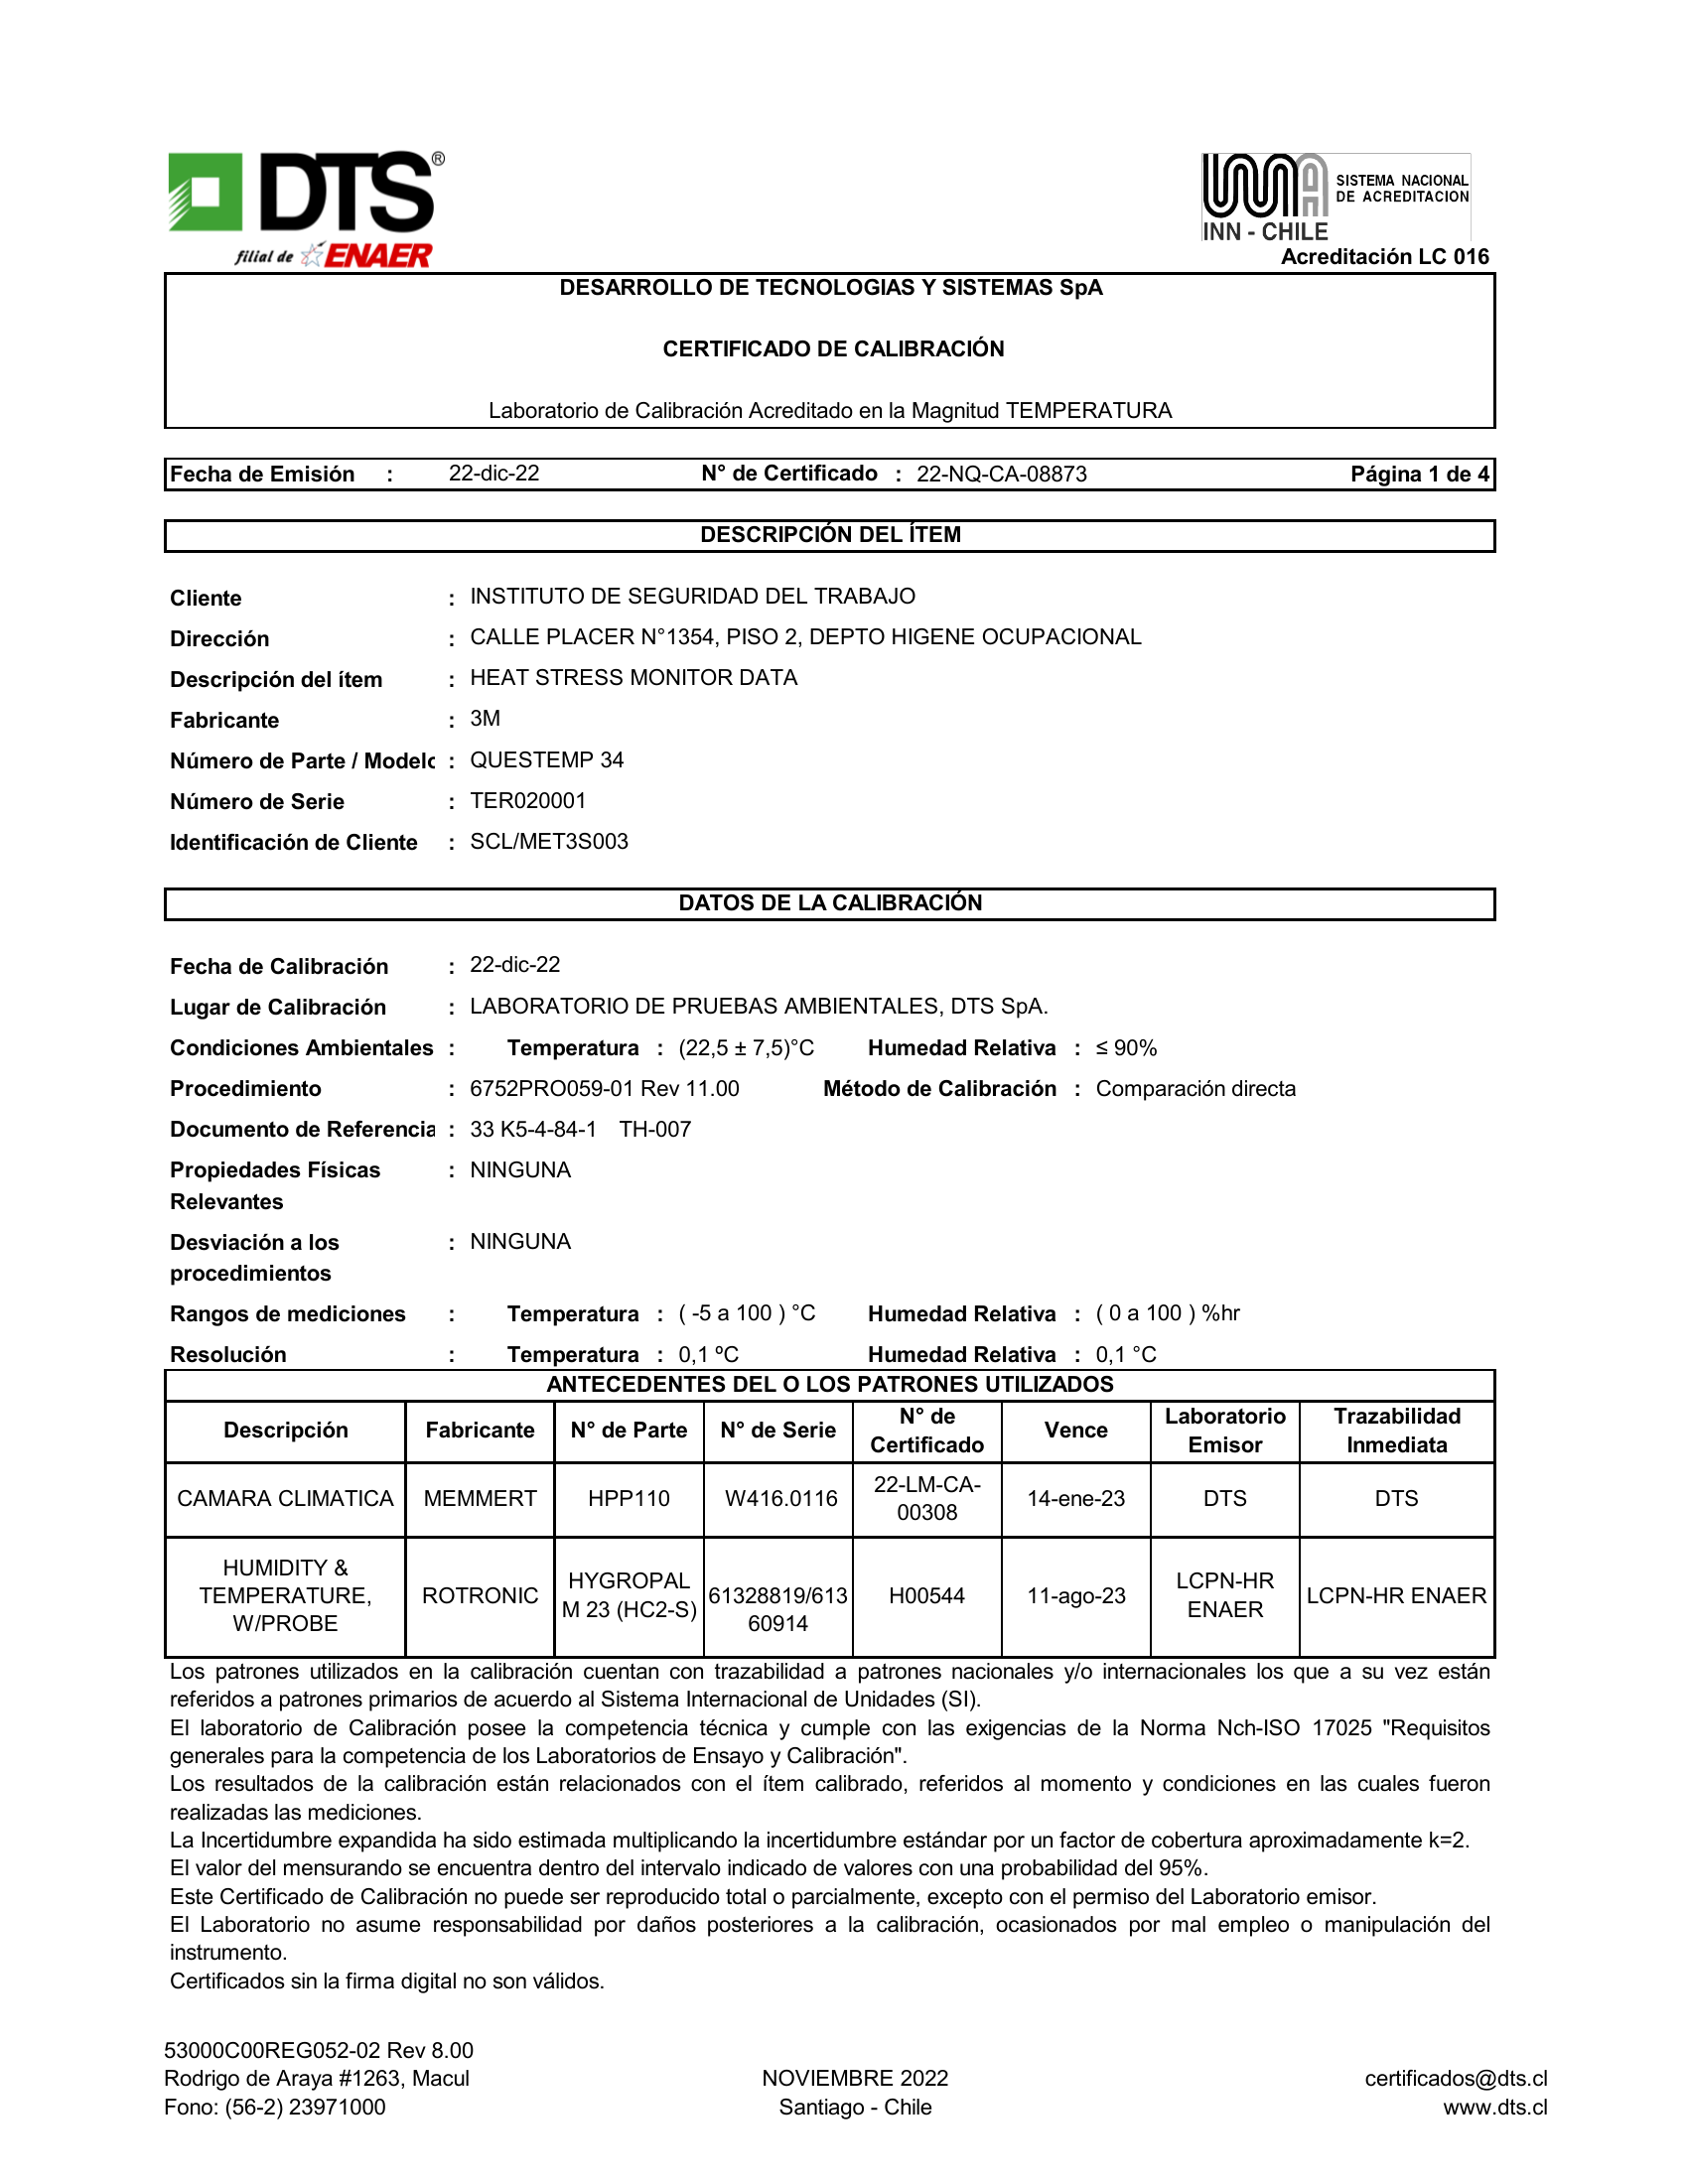 DTS®
filial de ENAER
SISTEMA NACIONAL
DE ACREDITACION
INN - CHILE
Acreditación LC 016
DESARROLLO DE TECNOLOGIAS Y SISTEMAS SpA
CERTIFICADO DE CALIBRACIÓN
Laboratorio de Calibración Acreditado en la Magnitud TEMPERATURA
Fecha de Emisión : 22-dic-22 N° de Certificado : 22-NQ-CA-08873 Página 1 de 4
DESCRIPCIÓN DEL ÍTEM
Cliente : INSTITUTO DE SEGURIDAD DEL TRABAJO
Dirección : CALLE PLACER N°1354, PISO 2, DEPTO HIGENE OCUPACIONAL
Descripción del ítem : HEAT STRESS MONITOR DATA
Fabricante : 3M
Número de Parte / Modelo : QUESTEMP 34
Número de Serie : TER020001
Identificación de Cliente : SCL/MET3S003
DATOS DE LA CALIBRACIÓN
Fecha de Calibración : 22-dic-22
Lugar de Calibración : LABORATORIO DE PRUEBAS AMBIENTALES, DTS SpA.
Condiciones Ambientales : Temperatura : (22,5 ± 7,5)°C Humedad Relativa : ≤ 90%
Procedimiento : 6752PRO059-01 Rev 11.00 Método de Calibración : Comparación directa
Documento de Referencia : 33 K5-4-84-1 TH-007
Propiedades Físicas : NINGUNA
Relevantes
Desviación a los : NINGUNA
procedimientos
Rangos de mediciones : Temperatura : ( -5 a 100 ) °C Humedad Relativa : ( 0 a 100 ) %hr
Resolución : Temperatura : 0,1 ºC Humedad Relativa : 0,1 °C
ANTECEDENTES DEL O LOS PATRONES UTILIZADOS
Descripción Fabricante N° de Parte N° de Serie N° de Certificado Vence Laboratorio Emisor Trazabilidad Inmediata
CAMARA CLIMATICA MEMMERT HPP110 W416.0116 22-LM-CA-00308 14-ene-23 DTS DTS
HUMIDITY & TEMPERATURE, W/PROBE ROTRONIC HYGROPALM 23 (HC2-S) 61328819/61360914 H00544 11-ago-23 LCPN-HR ENAER LCPN-HR ENAER
Los patrones utilizados en la calibración cuentan con trazabilidad a patrones nacionales y/o internacionales los que a su vez están
referidos a patrones primarios de acuerdo al Sistema Internacional de Unidades (SI).
El laboratorio de Calibración posee la competencia técnica y cumple con las exigencias de la Norma Nch-ISO 17025 "Requisitos
generales para la competencia de los Laboratorios de Ensayo y Calibración".
Los resultados de la calibración están relacionados con el ítem calibrado, referidos al momento y condiciones en las cuales fueron
realizadas las mediciones.
La Incertidumbre expandida ha sido estimada multiplicando la incertidumbre estándar por un factor de cobertura aproximadamente k=2.
El valor del mensurando se encuentra dentro del intervalo indicado de valores con una probabilidad del 95%.
Este Certificado de Calibración no puede ser reproducido total o parcialmente, excepto con el permiso del Laboratorio emisor.
El Laboratorio no asume responsabilidad por daños posteriores a la calibración, ocasionados por mal empleo o manipulación del
instrumento.
Certificados sin la firma digital no son válidos.
53000C00REG052-02 Rev 8.00
Rodrigo de Araya #1263, Macul NOVIEMBRE 2022 certificados@dts.cl
Fono: (56-2) 23971000 Santiago - Chile www.dts.cl